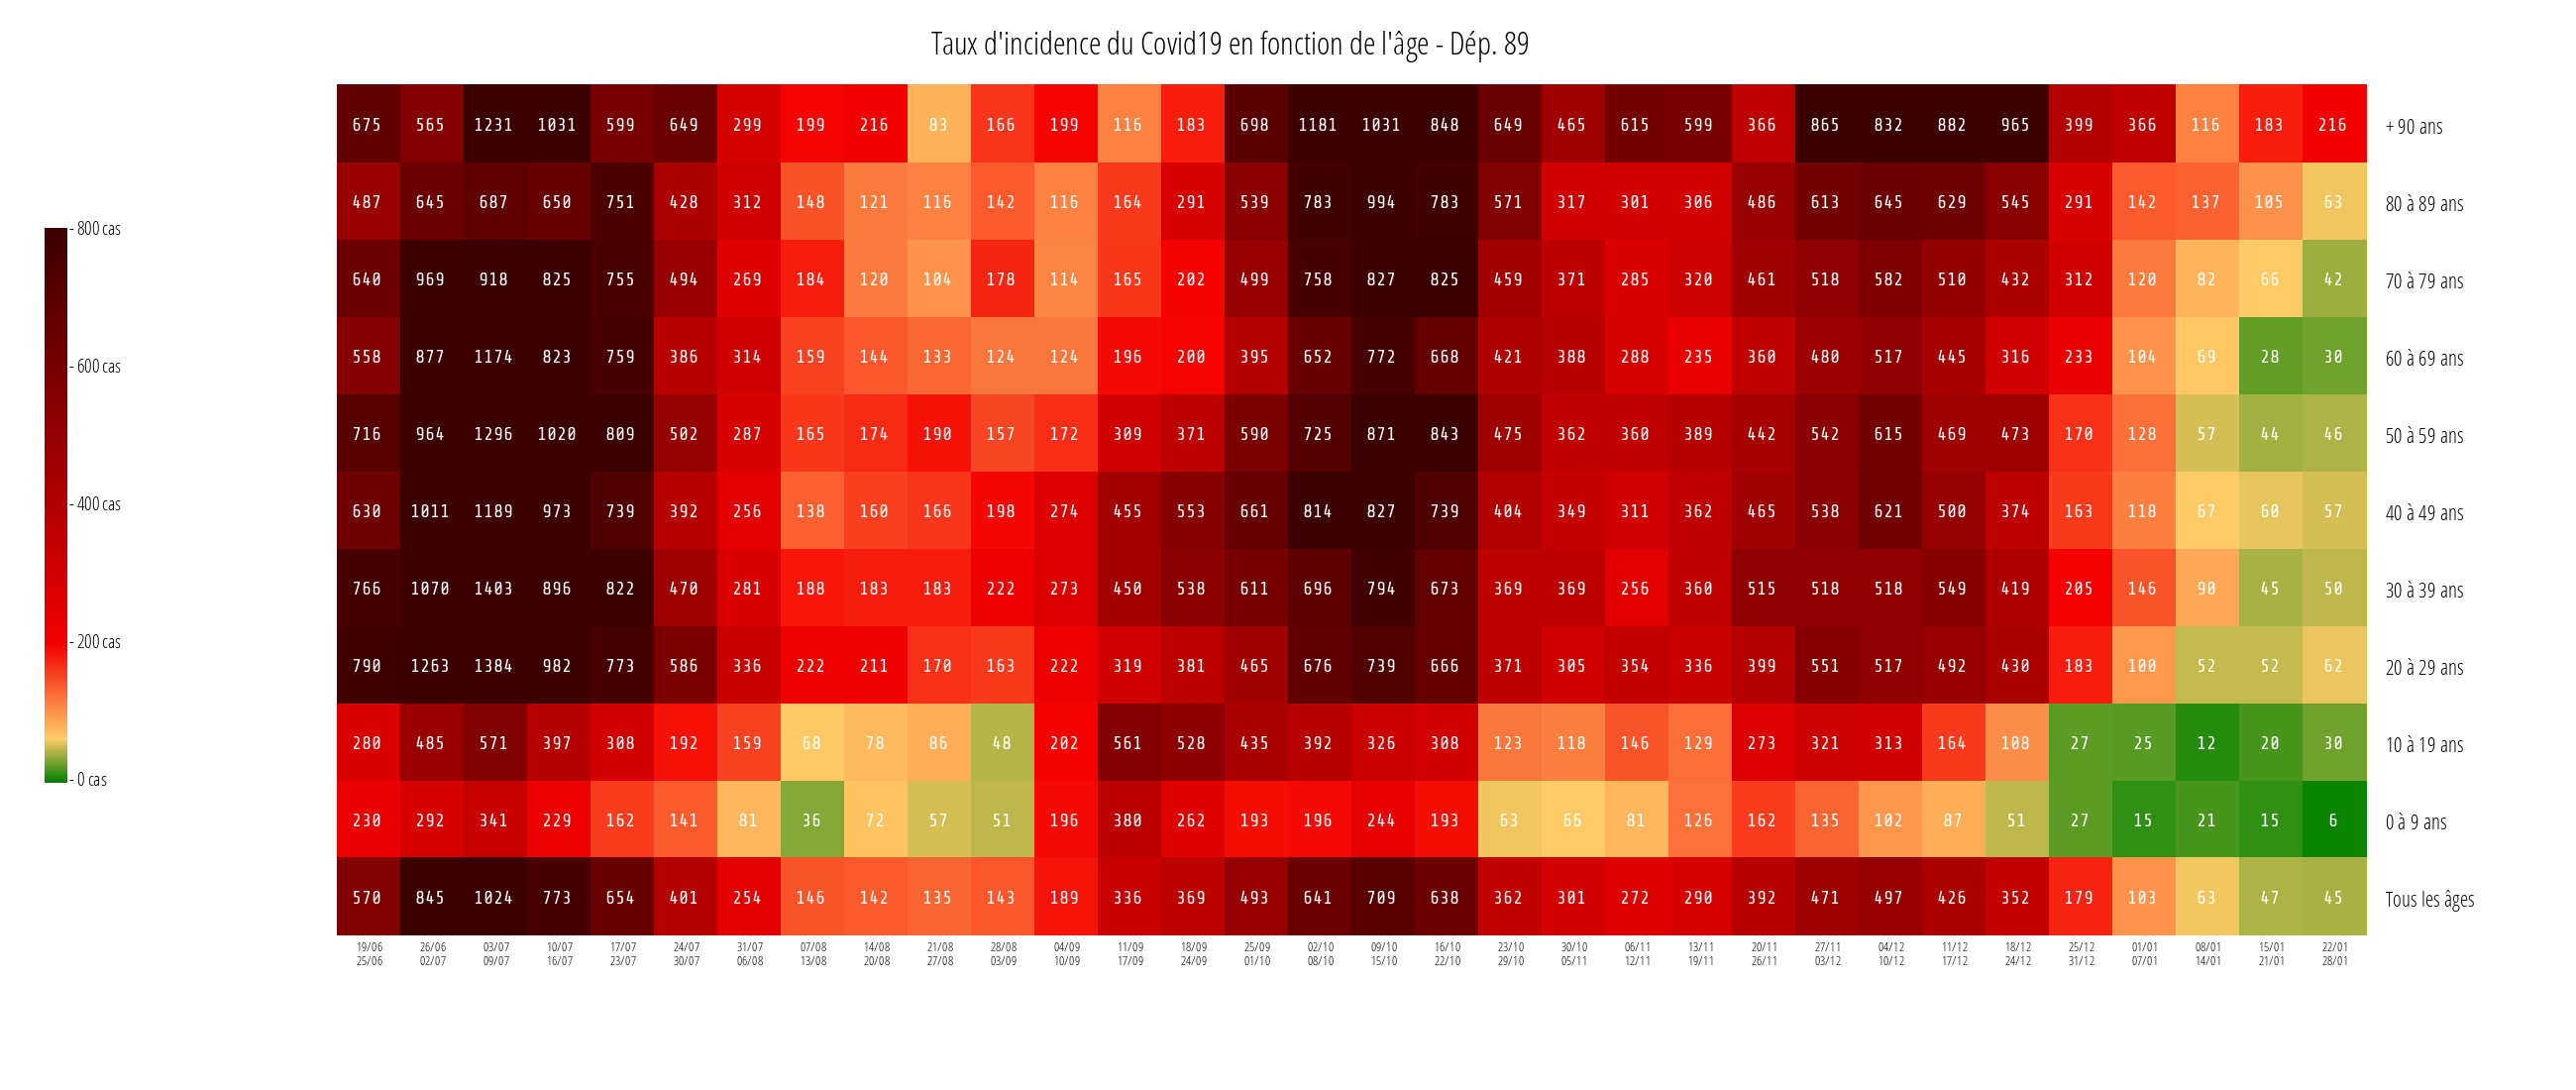 Taux d'incidence du Covid19 en fonction de l'âge - Dép. 89
- 800 cas
- 600 cas
- 400 cas
- 200 cas
- 0 cas
675 565 1231 1031 599 649 299 199 216 83 166 199 116 183 698 1181 1031 848 649 465 615 599 366 865 832 882 965 399 366 116 183 216 + 90 ans
487 645 687 650 751 428 312 148 121 116 142 116 164 291 539 783 994 783 571 317 301 306 486 613 645 629 545 291 142 137 105 63 80 à 89 ans
640 969 918 825 755 494 269 184 120 104 178 114 165 202 499 758 827 825 459 371 285 320 461 518 582 510 432 312 120 82 66 42 70 à 79 ans
558 877 1174 823 759 386 314 159 144 133 124 124 196 200 395 652 772 668 421 388 288 235 360 480 517 445 316 233 104 69 28 30 60 à 69 ans
716 964 1296 1020 809 502 287 165 174 190 157 172 309 371 590 725 871 843 475 362 360 389 442 542 615 469 473 170 128 57 44 46 50 à 59 ans
630 1011 1189 973 739 392 256 138 160 166 198 274 455 553 661 814 827 739 404 349 311 362 465 538 621 500 374 163 118 67 60 57 40 à 49 ans
766 1070 1403 896 822 470 281 188 183 183 222 273 450 538 611 696 794 673 369 369 256 360 515 518 518 549 419 205 146 90 45 50 30 à 39 ans
790 1263 1384 982 773 586 336 222 211 170 163 222 319 381 465 676 739 666 371 305 354 336 399 551 517 492 430 183 100 52 52 62 20 à 29 ans
280 485 571 397 308 192 159 68 78 86 48 202 561 528 435 392 326 308 123 118 146 129 273 321 313 164 108 27 25 12 20 30 10 à 19 ans
230 292 341 229 162 141 81 36 72 57 51 196 380 262 193 196 244 193 63 66 81 126 162 135 102 87 51 27 15 21 15 6 0 à 9 ans
570 845 1024 773 654 401 254 146 142 135 143 189 336 369 493 641 709 638 362 301 272 290 392 471 497 426 352 179 103 63 47 45 Tous les âges
19/06 26/06 03/07 10/07 17/07 24/07 31/07 07/08 14/08 21/08 28/08 04/09 11/09 18/09 25/09 02/10 09/10 16/10 23/10 30/10 06/11 13/11 20/11 27/11 04/12 11/12 18/12 25/12 01/01 08/01 15/01 22/01
25/06 02/07 09/07 16/07 23/07 30/07 06/08 13/08 20/08 27/08 03/09 10/09 17/09 24/09 01/10 08/10 15/10 22/10 29/10 05/11 12/11 19/11 26/11 03/12 10/12 17/12 24/12 31/12 07/01 14/01 21/01 28/01